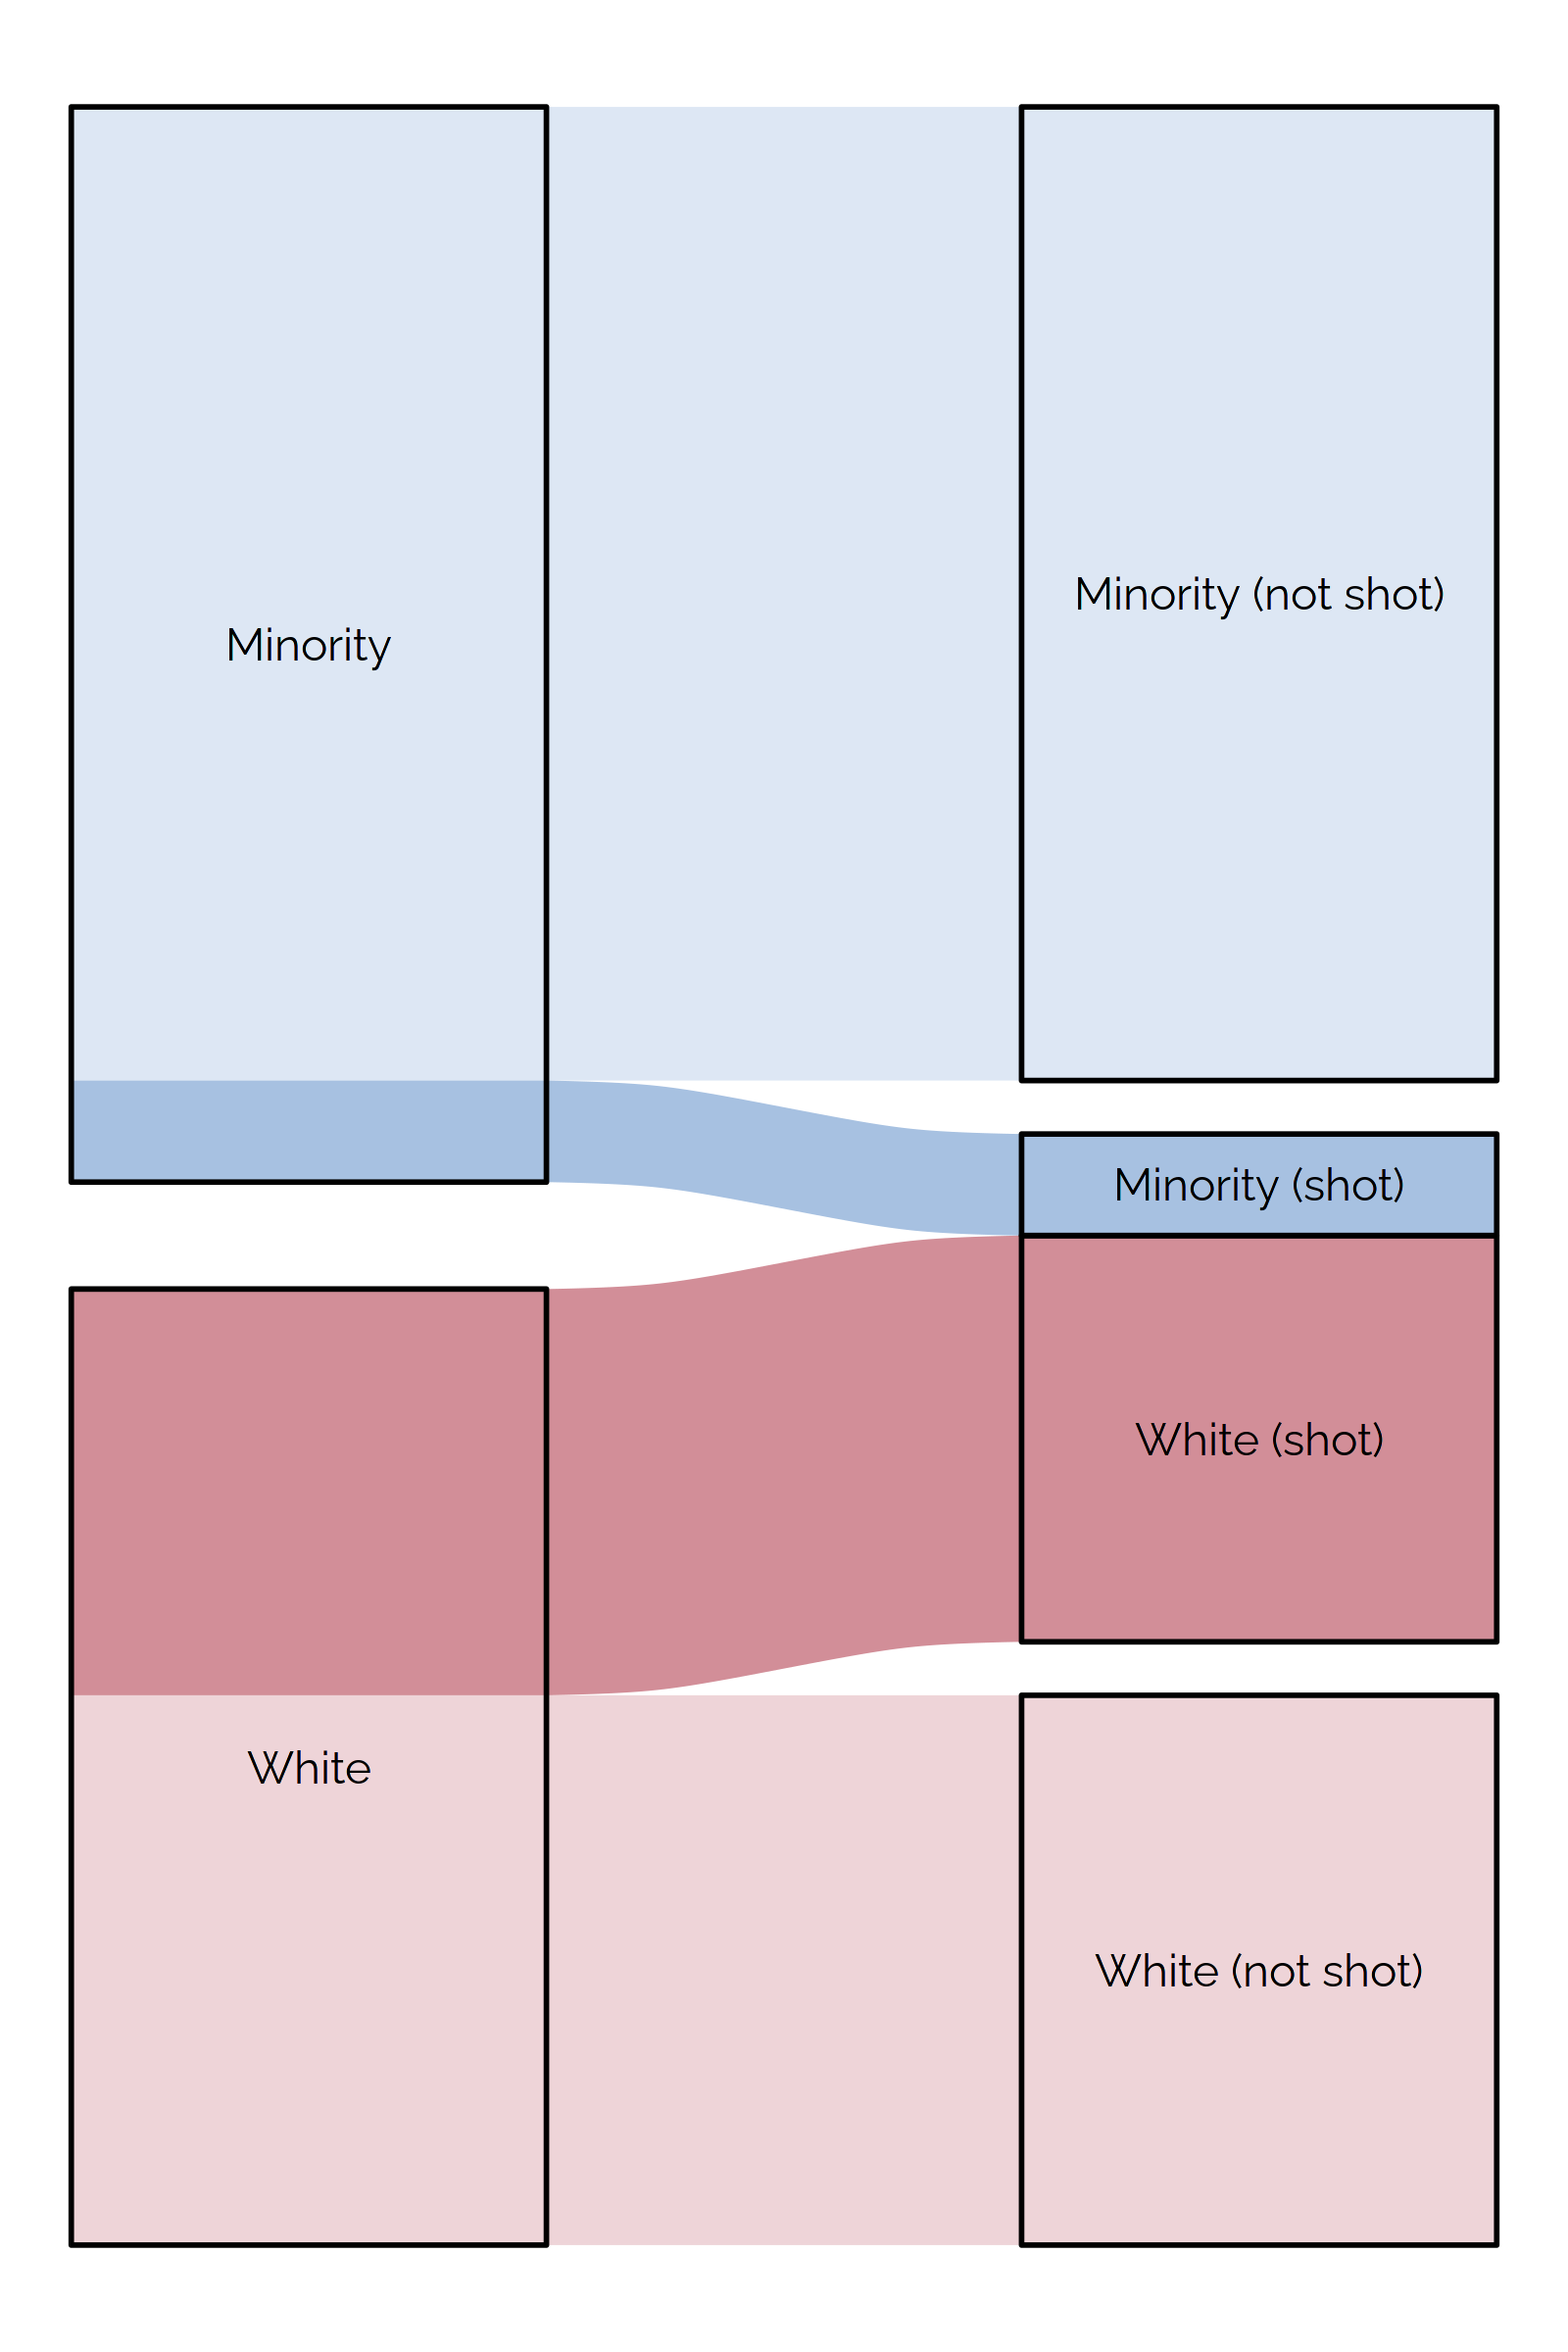 Minority
White
Minority (not shot)
Minority (shot)
White (shot)
White (not shot)